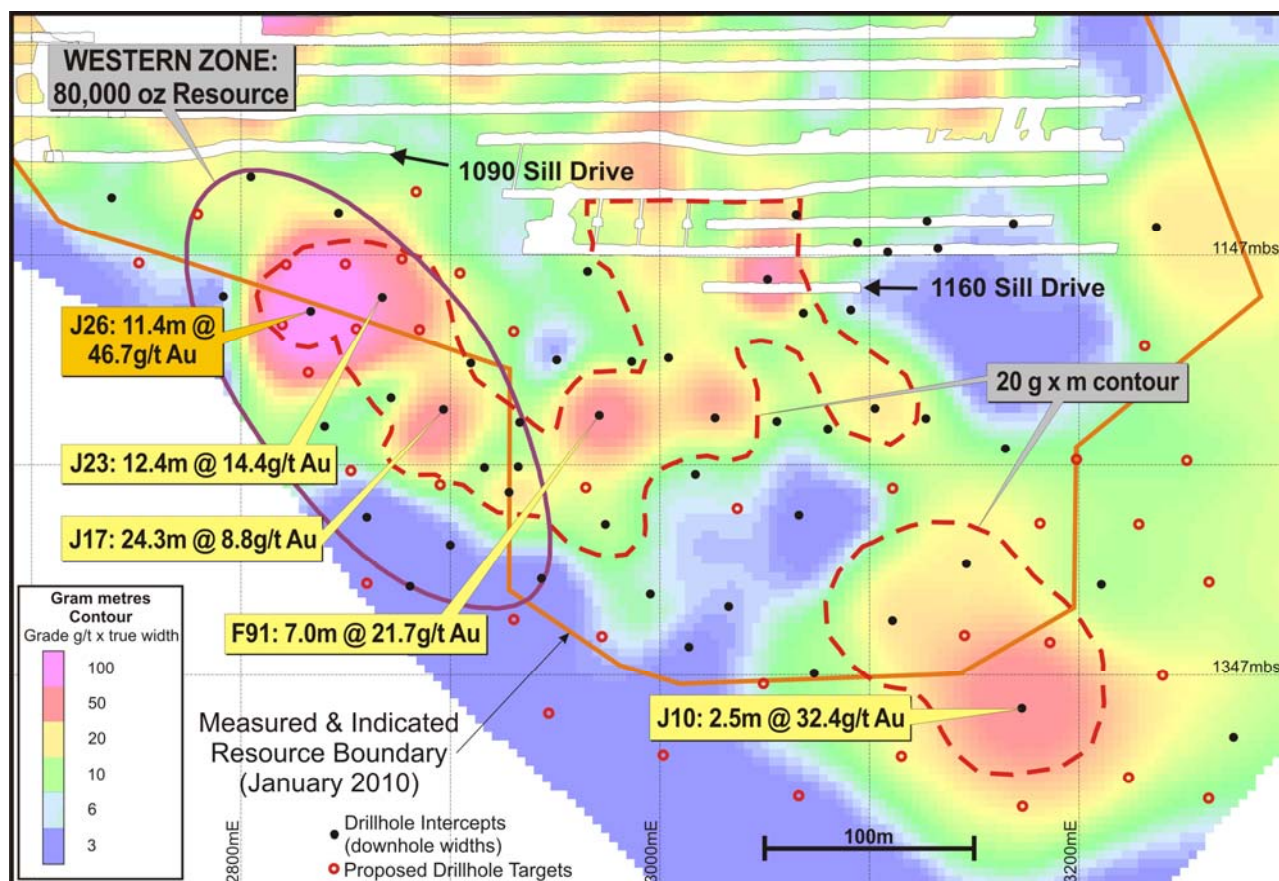 WESTERN ZONE:
80,000 oz Resource
1090 Sill Drive
1147mbs
1160 Sill Drive
J26: 11.4m @
46.7g/t Au
20 g x m contour
J23: 12.4m @ 14.4g/t Au
J17: 24.3m @ 8.8g/t Au
F91: 7.0m @ 21.7g/t Au
1347mbs
J10: 2.5m @ 32.4g/t Au
Measured & Indicated
Resource Boundary
(January 2010)
Gram metres
Contour
Grade g/t x true width
100
50
20
10
6
3
Drillhole Intercepts
(downhole widths)
Proposed Drillhole Targets
100m
2800mE
3000mE
3200mE